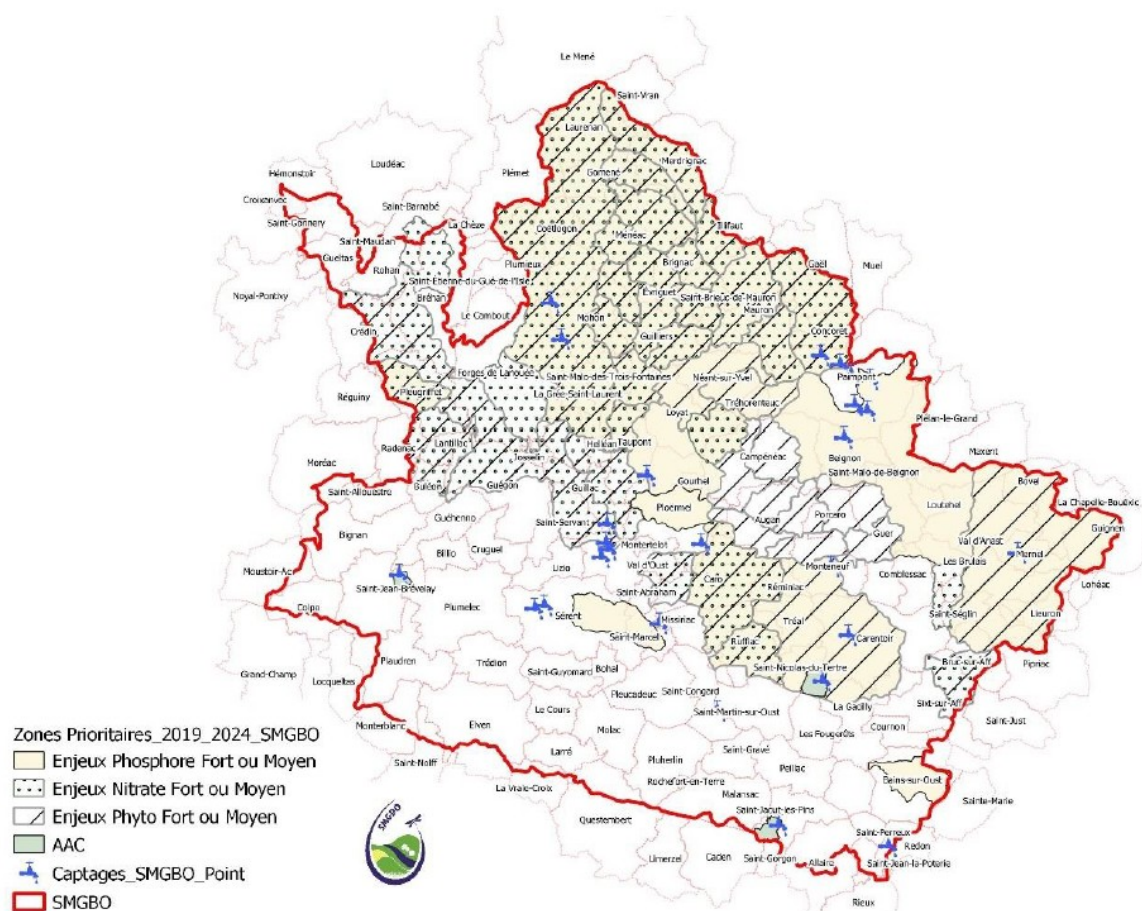 Le Mené
Saint-Vran
Laurenan
Merdrignac
Loudéac
Plémet
Gomené
Hémonstoir
Croixanvec
Saint-Barnabé
La Chèze
Saint-Gonnery
Coëtlogon
Illifaut
Saint-Maudan
Ménéac
Gueltas
Gaël
Muel
Rohan
Plumieux
Brignac
Saint-Etienne-du-Gué-de-l'Isle
Noyal-Pontivy
Bréhan
Evriguet
Saint-Brieuc-de-Mauron
Le Cambout
Mauron
Mohon
Crédin
Guilliers
Concoret
Forges de Lanouée
Saint-Malo-des-Trois-Fontaines
Néant-sur-Yvel
Paimpont
Réguiny
Pleugriffet
La Grée-Saint-Laurent
Tréhorenteuc
Loyat
Plélan-le-Grand
Radenac
Lantillac
Helléan
Taupont
Josselin
Campénéac
Beignon
Maxent
Moréac
Saint-Malo-de-Beignon
Buléon
Guégon
Guillac
Gourhel
Bovel
Saint-Allouestre
La Chapelle-Bouëxic
Ploërmel
Loutehel
Guéhenno
Saint-Servant
Augan
Porcaro
Guignen
Bignan
Guer
Val d'Anast
Billio
Cruguel
Montertelot
Mernel
Moustoir-Ac
Lizio
Val d'Oust
Monteneuf
Les Brulais
Saint-Jean-Brévelay
Caro
Réminiac
Comblessac
Lohéac
Saint-Abraham
Colpo
Plumelec
Sérent
Saint-Séglin
Lieuron
Missiriac
Tréal
Saint-Marcel
Ruffiac
Carentoir
Plaudren
Trédion
Saint-Guyomard
Bohal
Saint-Nicolas-du-Tertre
Bruc-sur-Aff
Pipriac
Grand-Champ
Locqueltas
Pleucadeuc
Saint-Congard
La Gacilly
Sixt-sur-Aff
Le Cours
Saint-Martin-sur-Oust
Monterblanc
Elven
Molac
Les Fougerêts
Cournon
Saint-Just
Larré
Saint-Gravé
Saint-Nolff
Pluherlin
Peillac
Rochefort-en-Terre
Bains-sur-Oust
La Vraie-Croix
Malansac
Sainte-Marie
Questembert
Saint-Jacut-les-Pins
Saint-Perreux
Redon
Limerzel
Caden
Saint-Gorgon
Allaire
Saint-Jean-la-Poterie
Rieux
Zones Prioritaires_2019_2024_SMGBO
Enjeux Phosphore Fort ou Moyen
Enjeux Nitrate Fort ou Moyen
Enjeux Phyto Fort ou Moyen
AAC
Captages_SMGBO_Point
SMGBO
SMGBO